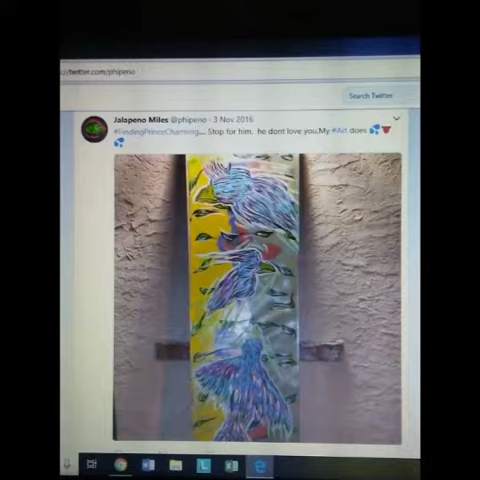 //twitter.com/phipeno
Search Twitter
Jalapeno Miles @phipeno · 3 Nov 2016
#FindingPrinceCharming.... Stop for him, he dont love you.My #Art does